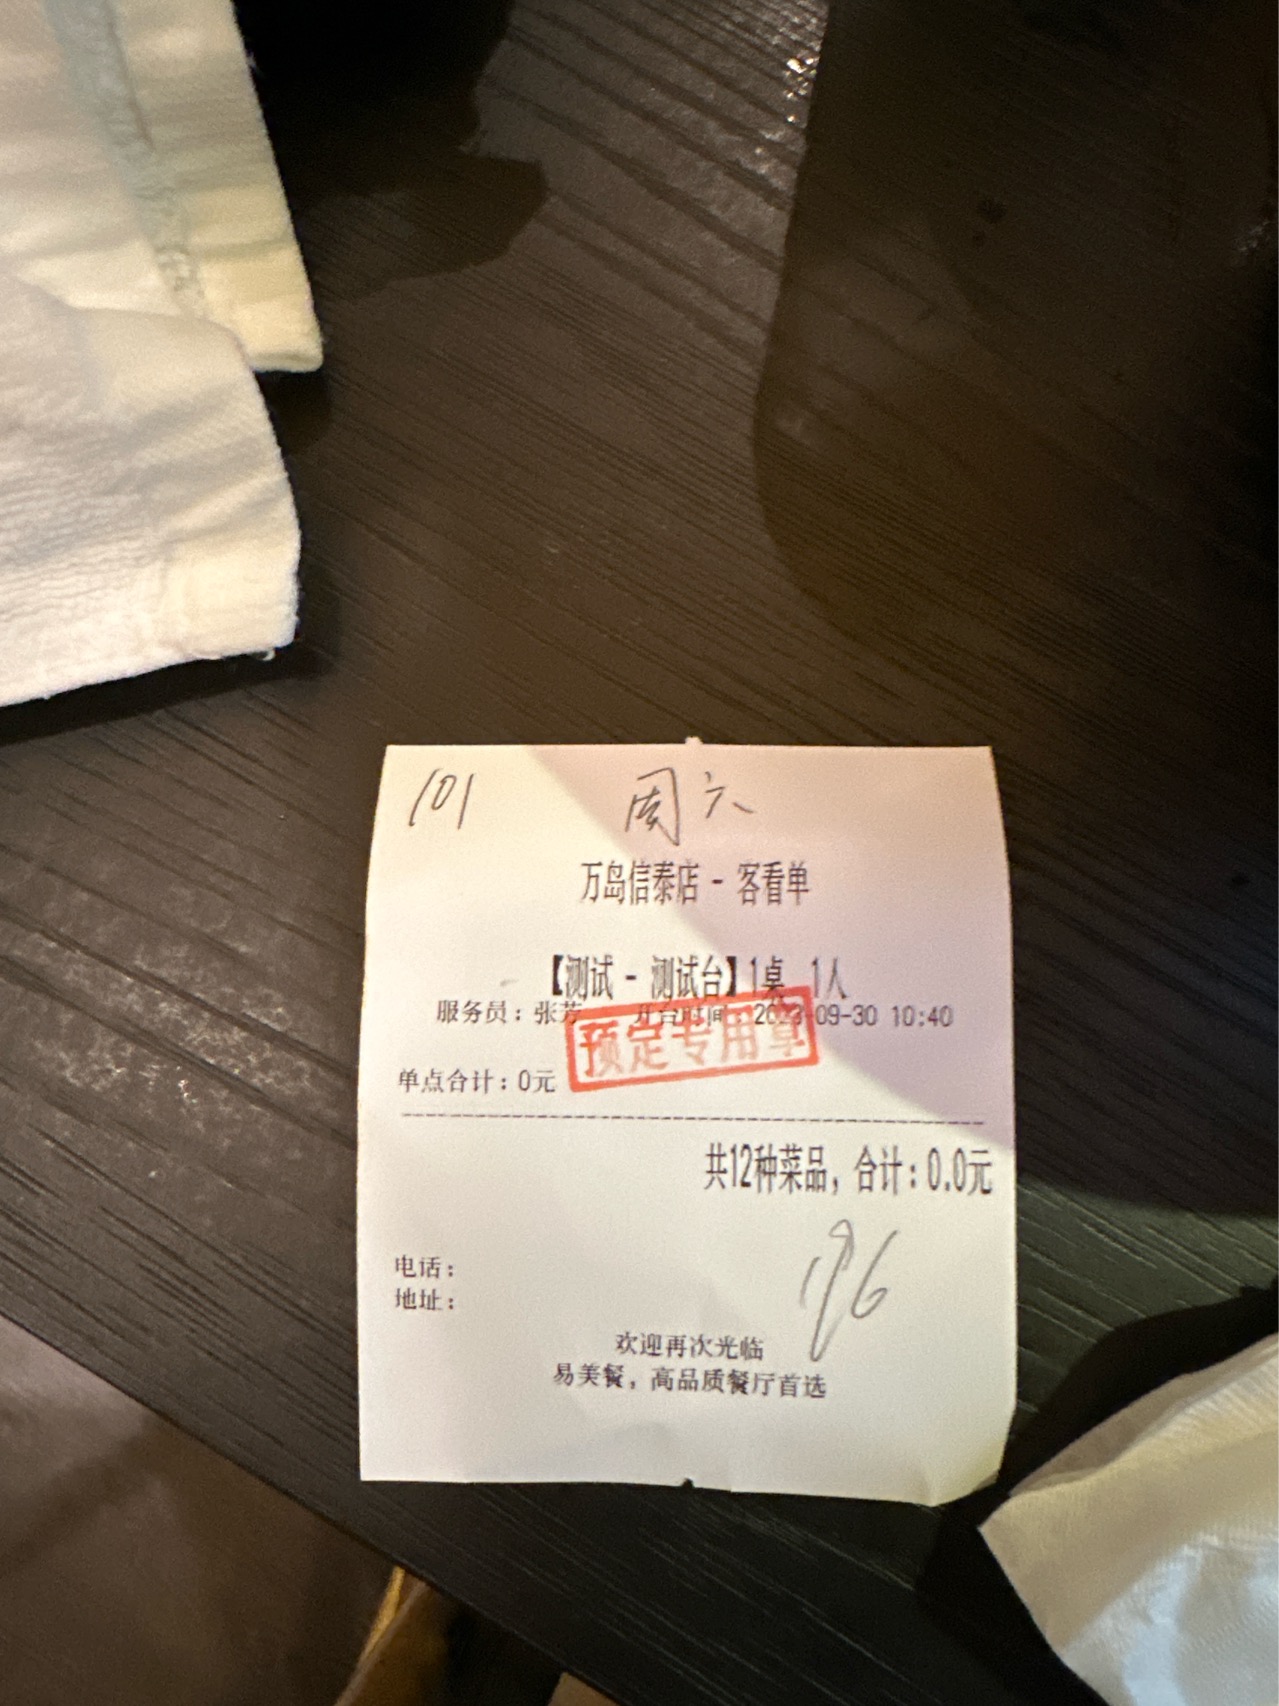 101 周六
万岛信泰店 - 客看单
【测试 - 测试台】1桌 1人
服务员：张芳 开台时间：2023-09-30 10:40
预定专用章
单点合计：0元
共12种菜品，合计：0.0元
电话：
地址：
欢迎再次光临
易美餐，高品质餐厅首选